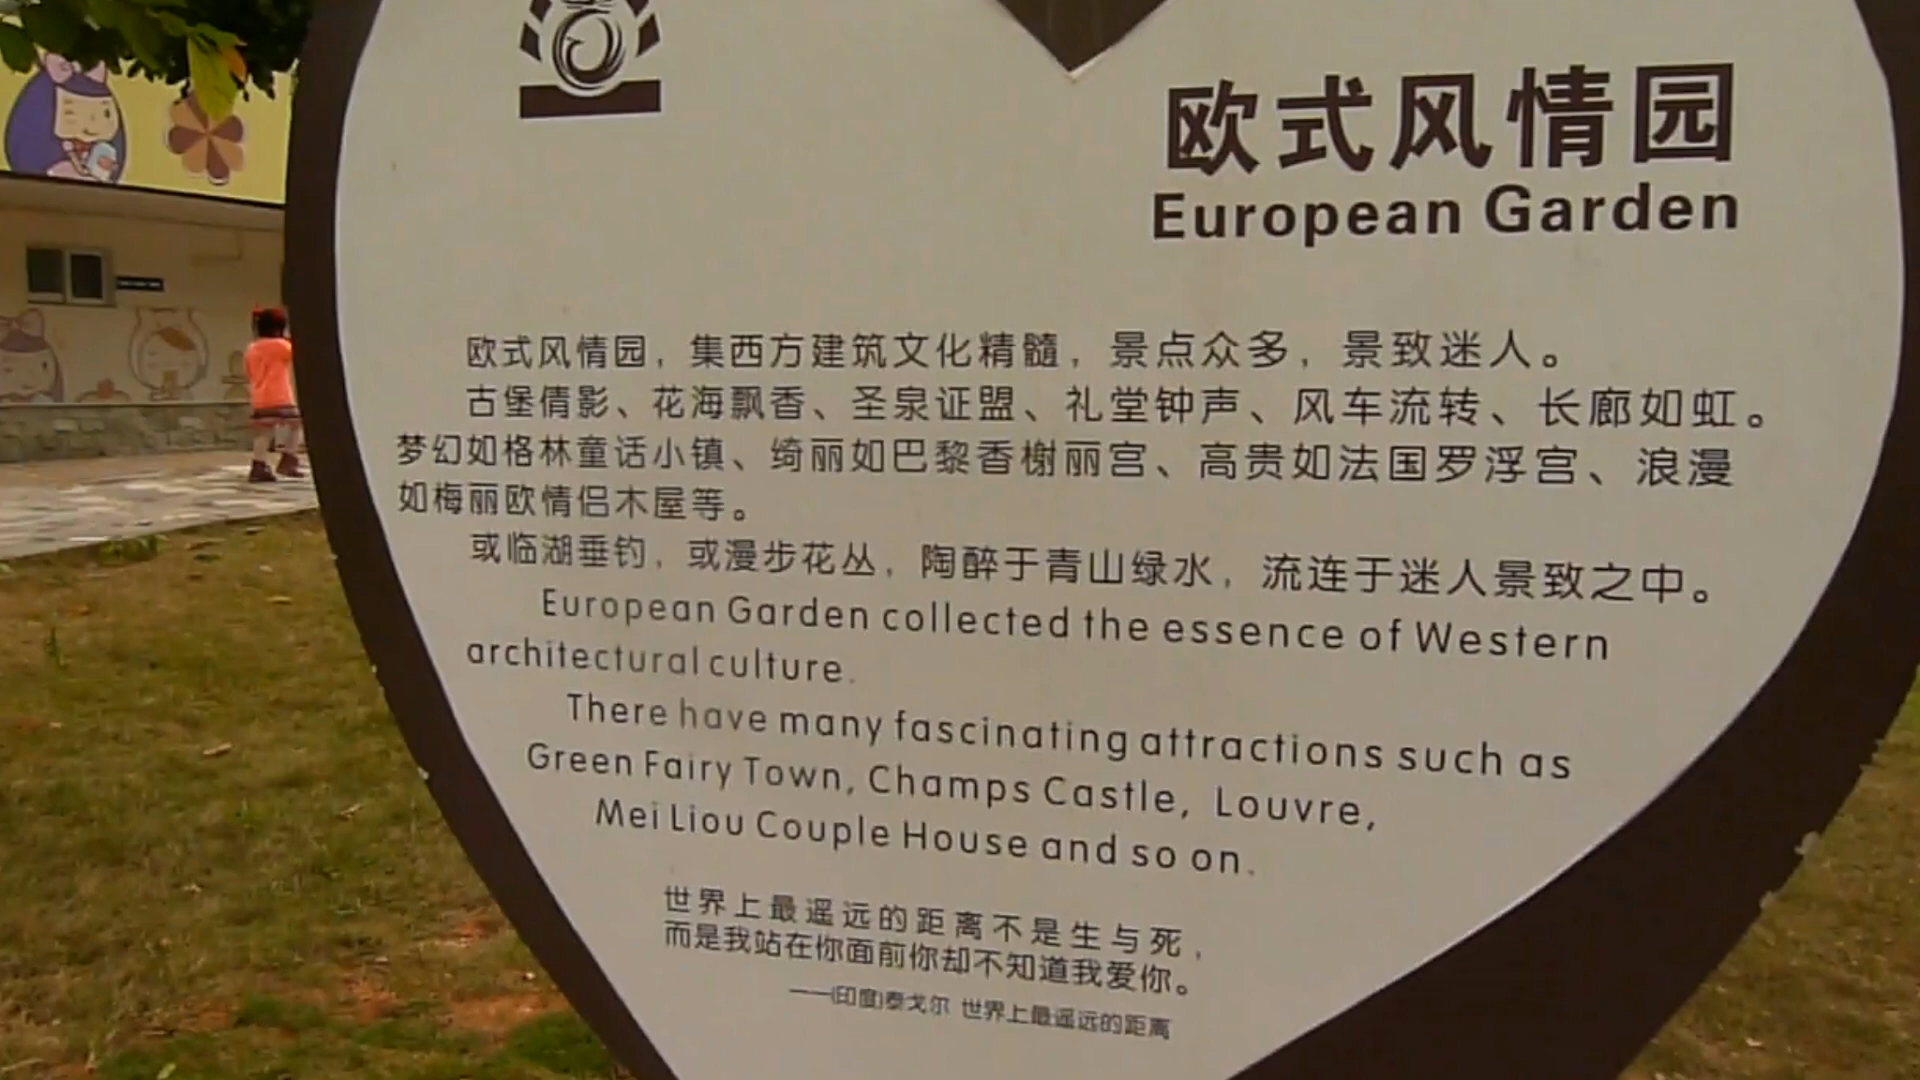 欧式风情园
European Garden
欧式风情园，集西方建筑文化精髓，景点众多，景致迷人。
古堡倩影、花海飘香、圣泉证盟、礼堂钟声、风车流转、长廊如虹。
梦幻如格林童话小镇、绮丽如巴黎香榭丽宫、高贵如法国罗浮宫、浪漫
如梅丽欧情侣木屋等。
或临湖垂钓，或漫步花丛，陶醉于青山绿水，流连于迷人景致之中。
European Garden collected the essence of Western
architectural culture.
There have many fascinating attractions such as
Green Fairy Town, Champs Castle, Louvre,
Mei Liou Couple House and so on.
世界上最遥远的距离不是生与死，
而是我站在你面前你却不知道我爱你。
——(印度)泰戈尔 世界上最遥远的距离